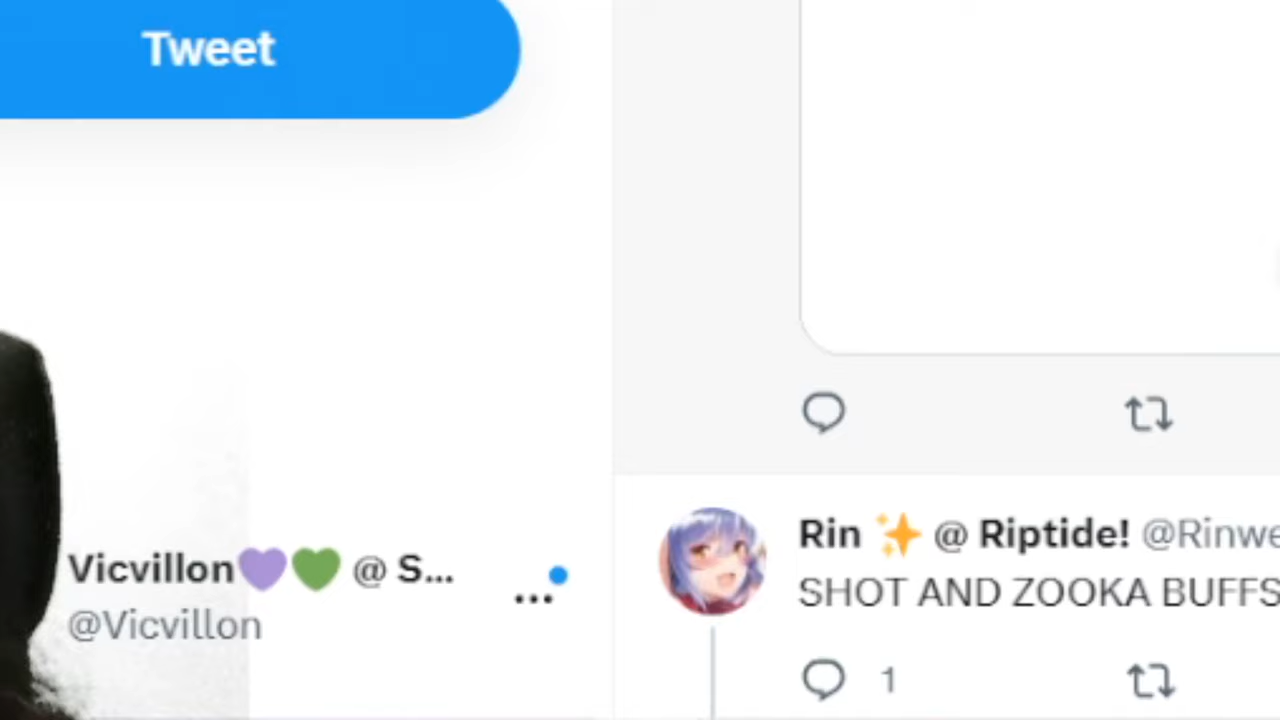 Tweet
Vicvillon💜💚 @ S...
@Vicvillon
Rin ✨ @ Riptide! @Rinwe
SHOT AND ZOOKA BUFFS
1